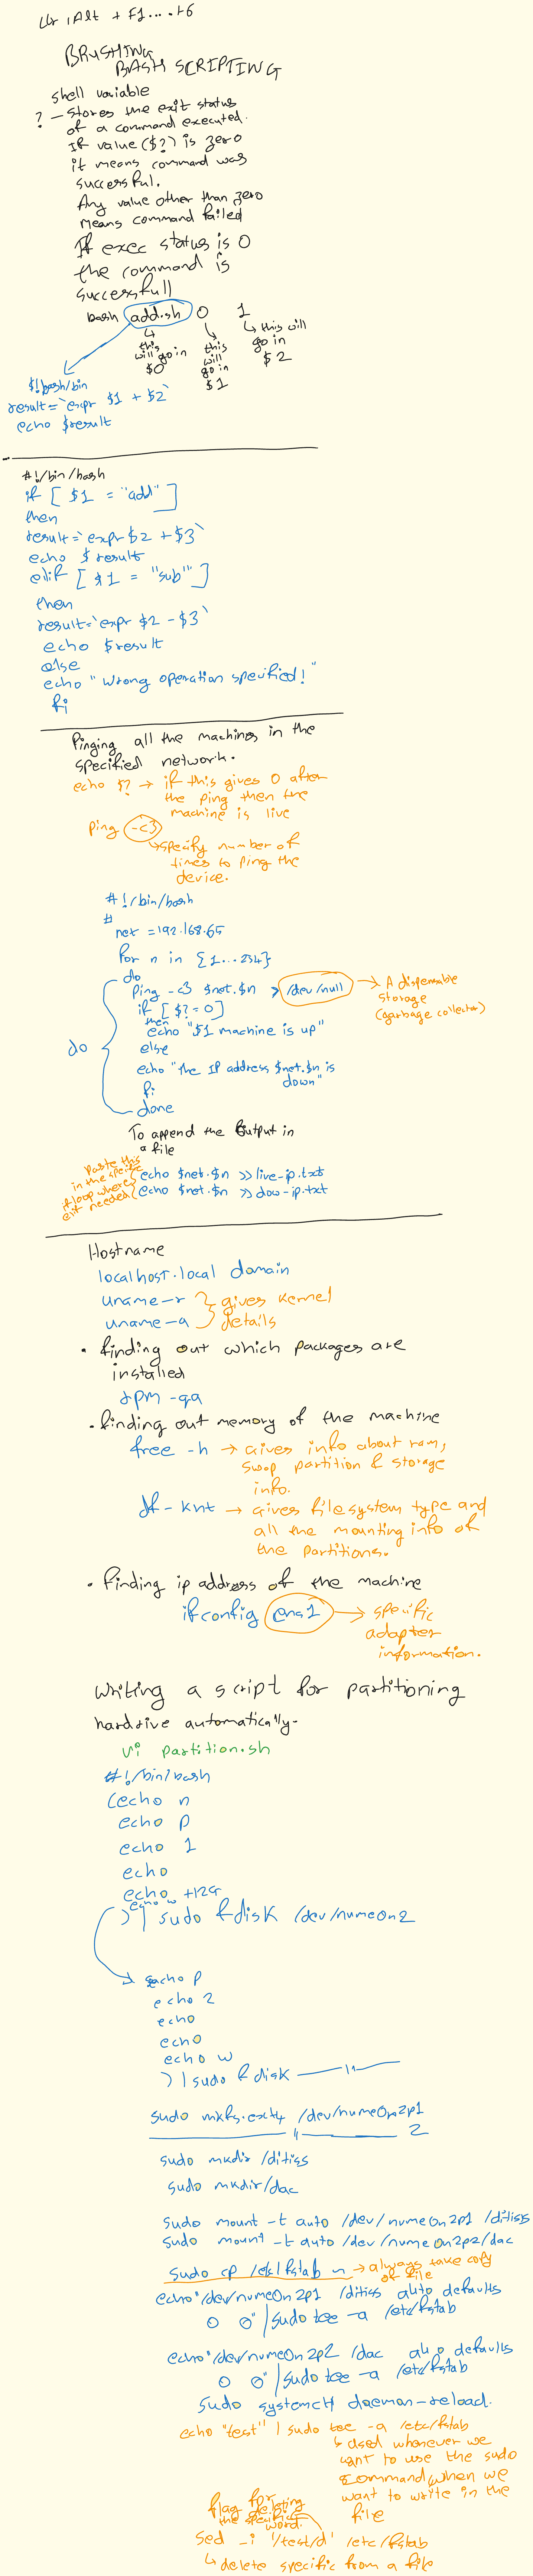 Ctr, Alt + F1....F6
BRUSHING
BASH SCRIPTING
Shell variable
? - Stores the exit status
of a command executed.
If value ($?) is zero
it means command was
successful.
Any value other than zero
means command failed
If exec status is 0
the command is
successfull
bash add.sh 0 1
↳ this will go in $0
↳ this will go in $1
↳ this will go in $2
$!bash/bin
result=`expr $1 + $2`
echo $result
#!/bin/bash
if [ $1 = "add" ]
then
result=`expr $2 + $3`
echo $result
elif [ $1 = "sub" ]
then
result=`expr $2 - $3`
echo $result
else
echo "Wrong operation specified!"
fi
Pinging all the machines in the
specified network.
echo $? → if this gives 0 after
the ping then the
machine is live
ping -c3
↳ specify number of
times to ping the
device.
#!/bin/bash
#
net =192.168.65
for n in {1...254}
do
ping -c3 $net.$n > /dev/null → A dispensable
storage
(garbage collector)
if [ $? = 0]
then
echo "$1 machine is up"
else
echo "the IP address $net.$n is
down"
fi
done
do
To append the output in
a file
Paste this
in the specific
if loop where
elif needed
echo $net.$n >> live-ip.txt
echo $net.$n >> dow-ip.txt
Hostname
localhost.local domain
uname-r } gives kernel
uname-a } details
• finding out which packages are
installed
rpm -qa
• finding out memory of the machine
free -h → Gives info about ram,
swap partition & storage
info.
df - kht → Gives file system type and
all the mounting info of
the partitions.
• Finding ip address of the machine
ifconfig ens1 → specific
adapter
information.
Writing a script for partitioning
hardrive automatically.
vi partition.sh
#!/bin/bash
(echo n
echo p
echo 1
echo
echo +12G
echo w
) | sudo fdisk /dev/nvme0n2
echo p
echo 2
echo
echo
echo w
) | sudo fdisk —— 〃 ——
sudo mkfs.ext4 /dev/nvme0n2p1
—— 〃 —— 2
sudo mkdir /ditiss
sudo mkdir/dac
sudo mount -t auto /dev/nvme0n2p1 /ditiss
sudo mount -t auto /dev/nvme0n2p2/dac
sudo cp /etc/fstab n → always take copy
of file
echo"/dev/nvme0n2p1 /ditiss auto defaults
0 0" | sudo tee -a /etc/fstab
echo"/dev/nvme0n2p2 /dac auto defaults
0 0" | sudo tee -a /etc/fstab
sudo systemctl daemon-reload.
echo "test" | sudo tee -a /etc/fstab
↳ Used whenever we
want to use the sudo
command, when we
want to write in the
file
flag for
deleting
the specific
word.
sed -i '/test/d' /etc/fstab
↳ delete specific from a file